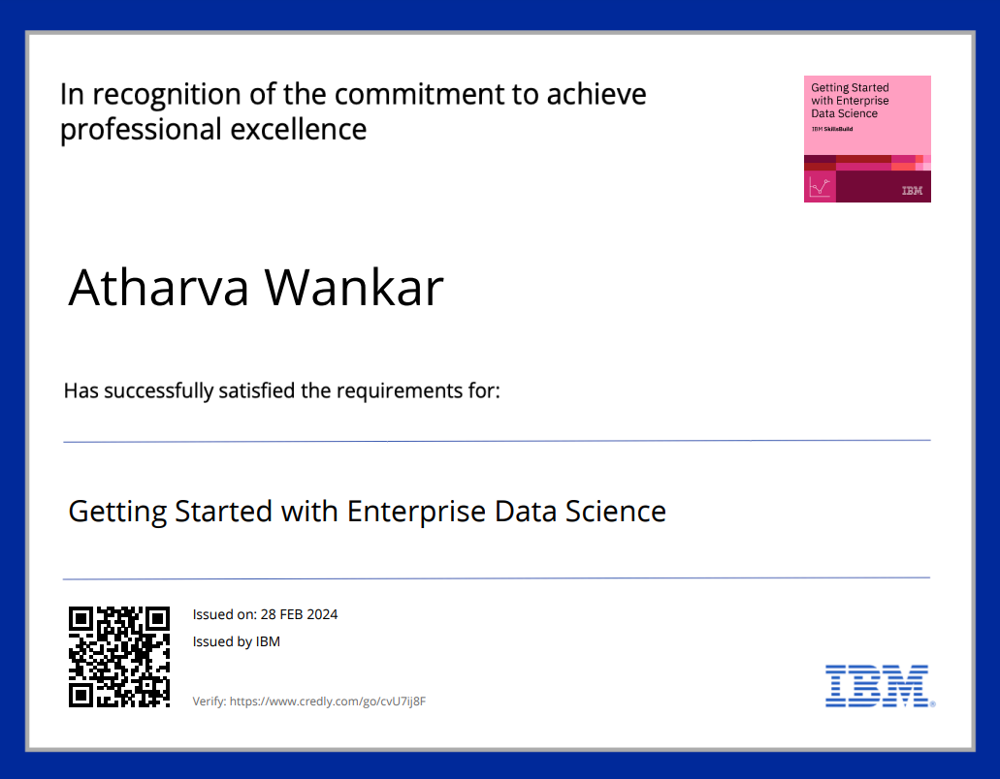 In recognition of the commitment to achieve
professional excellence
Getting Started
with Enterprise
Data Science
IBM SkillsBuild
IBM
Atharva Wankar
Has successfully satisfied the requirements for:
Getting Started with Enterprise Data Science
Issued on: 28 FEB 2024
Issued by IBM
Verify: https://www.credly.com/go/cvU7ij8F
IBM®